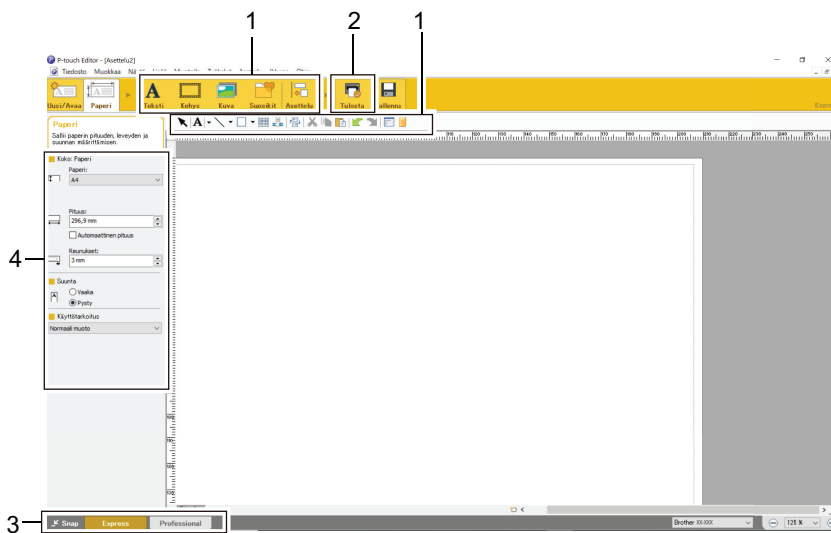 1 2 1
P-touch Editor - [Asettelu2]
Tiedosto Muokkaa
Uusi/Avaa Paperi Teksti Kehys Kuva Suosikit Asettelu Tulosta allenna
Paperi
Sallii paperin pituuden, leveyden ja
suunnan määrittämisen.
Koko: Paperi
Paperi:
A4
Pituus:
296,9 mm
Automaattinen pituus
Reunukset:
3 mm
4
Suunta
Vaaka
Pysty
Käyttötarkoitus
Normaali muoto
Brother XX-XXX 125 %
3 Snap Express Professional